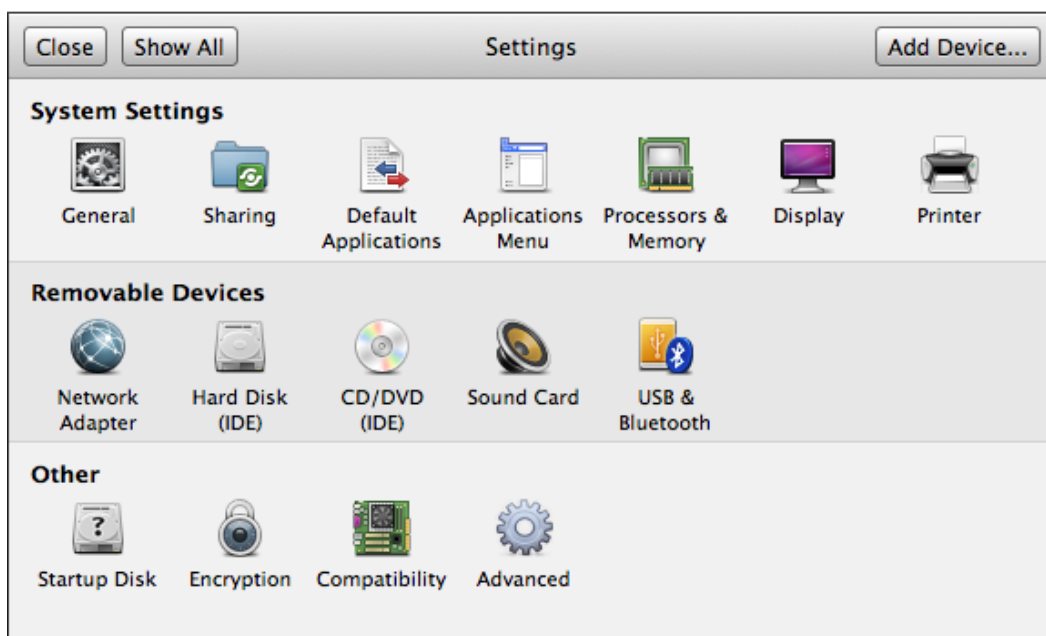 Close Show All Settings Add Device...
System Settings
General Sharing Default Applications Applications Menu Processors & Memory Display Printer
Removable Devices
Network Adapter Hard Disk (IDE) CD/DVD (IDE) Sound Card USB & Bluetooth
Other
? 
Startup Disk Encryption Compatibility Advanced